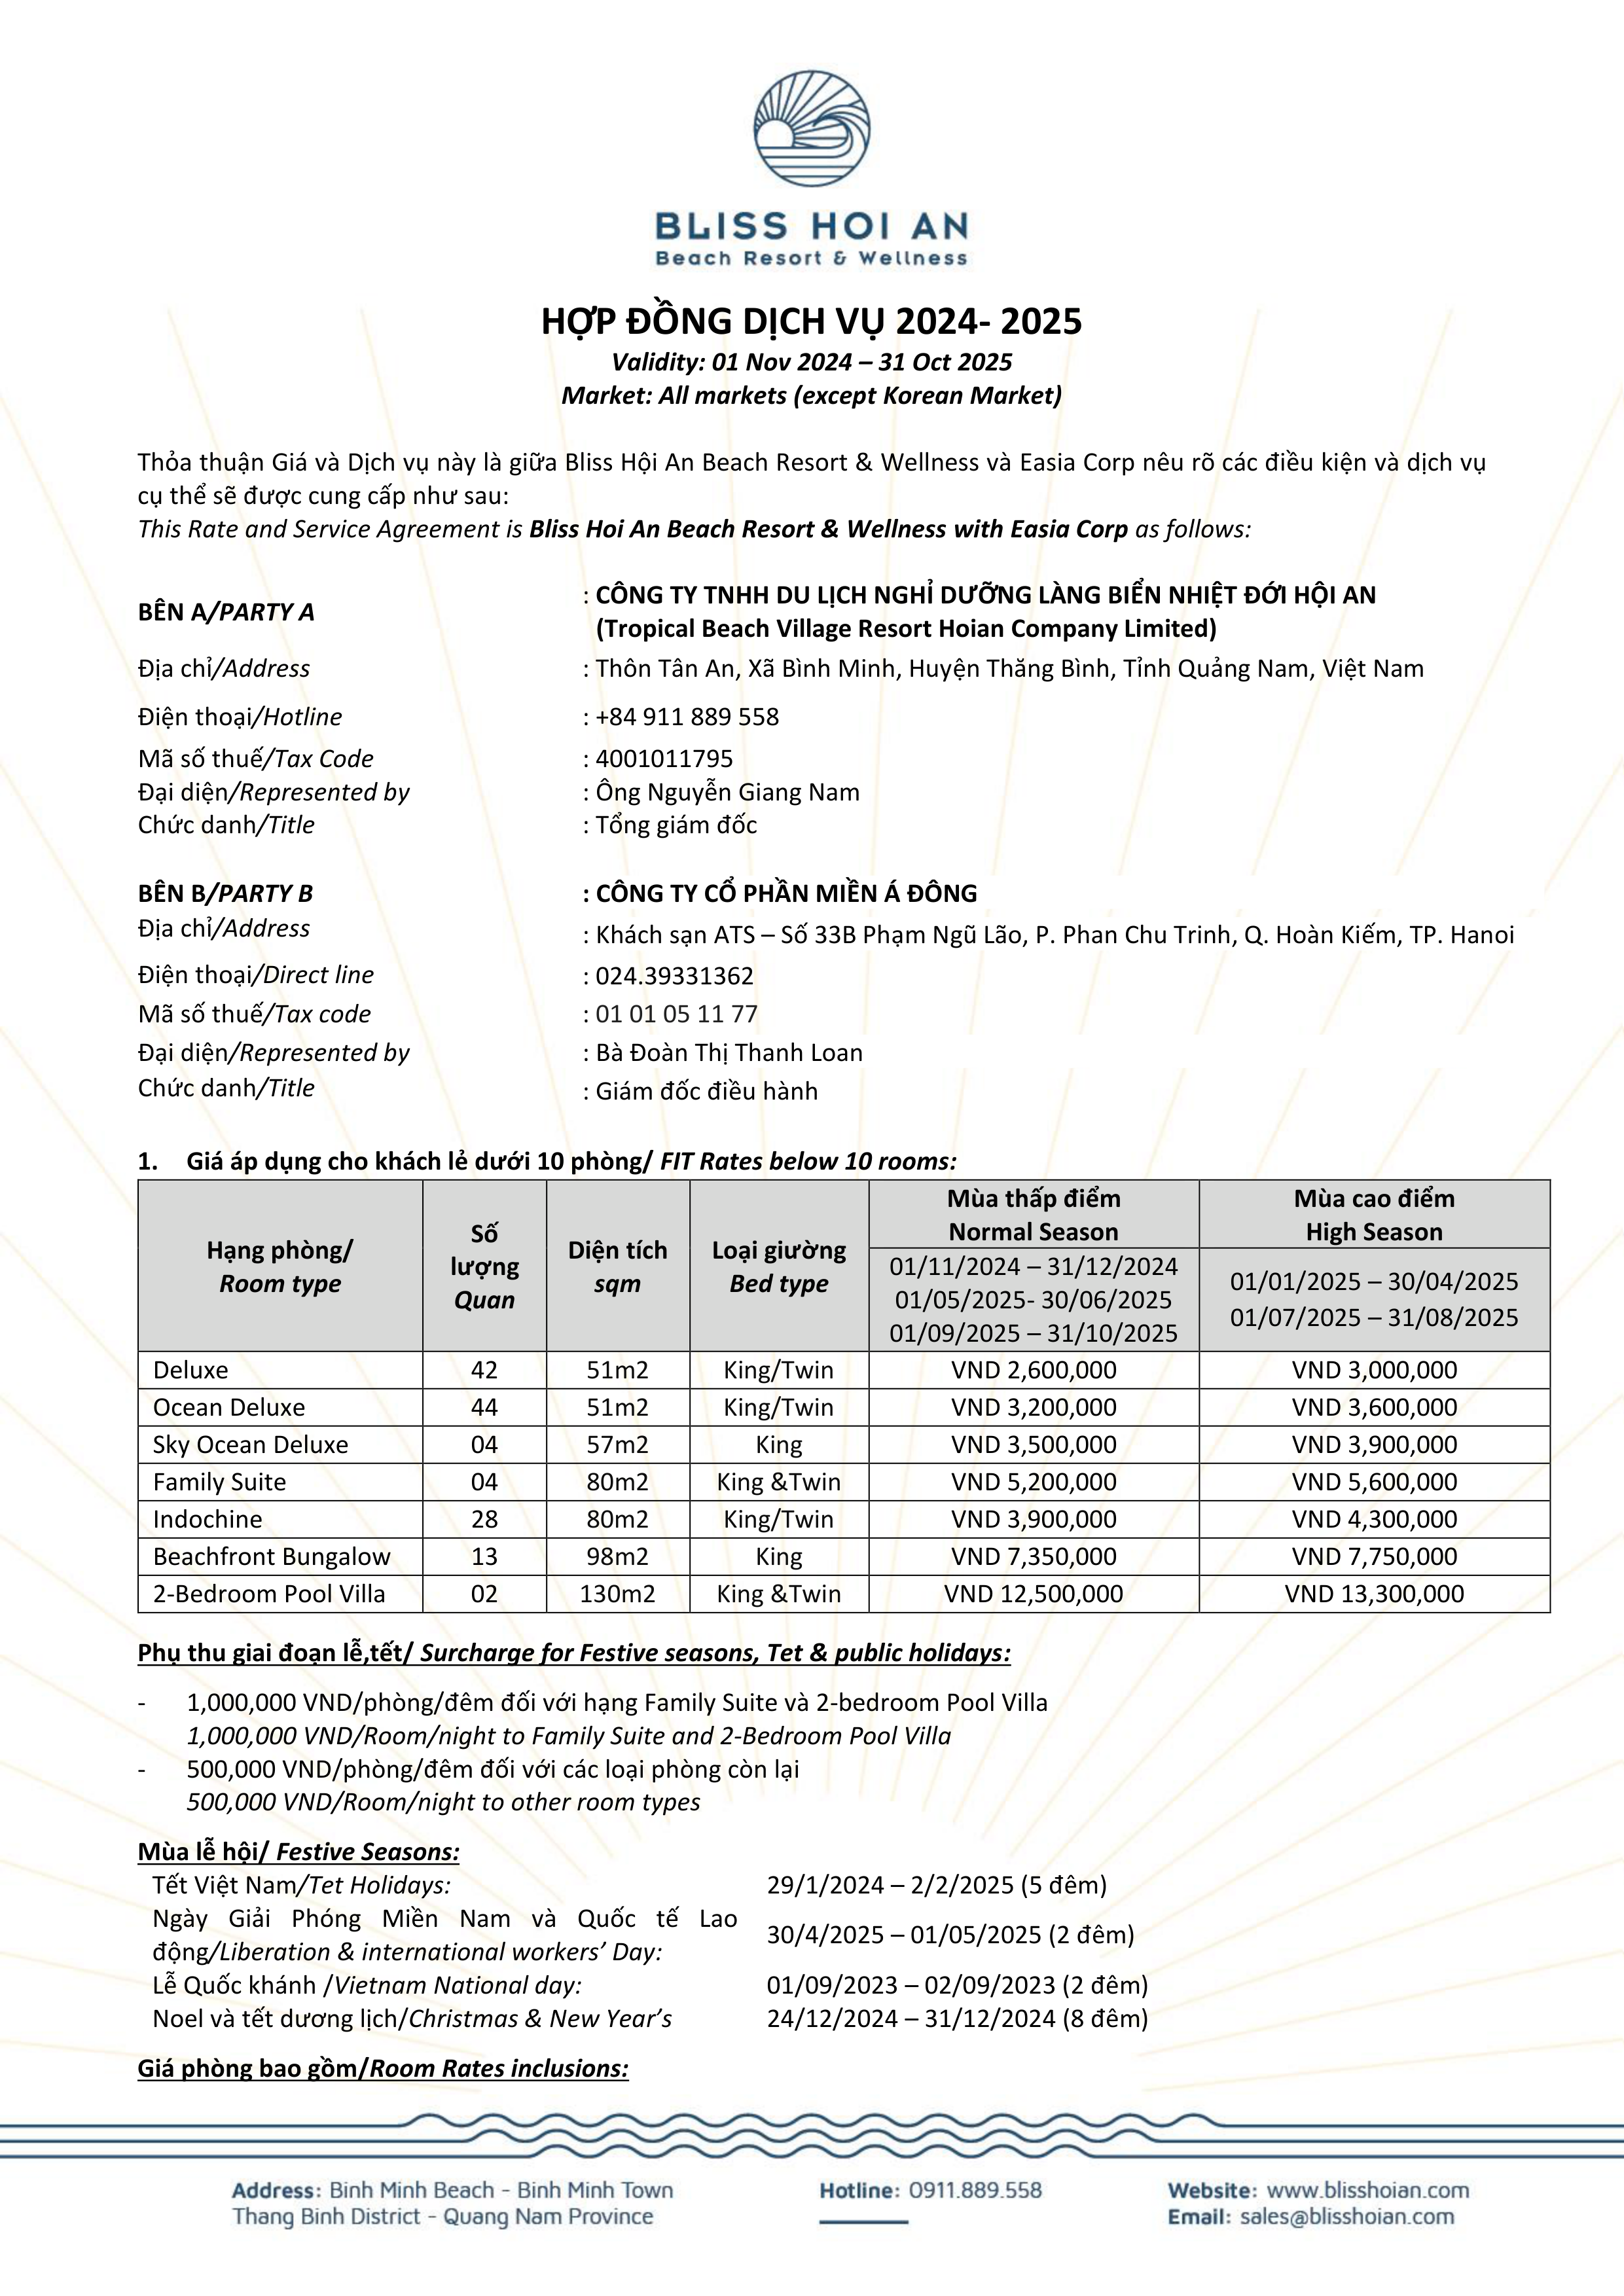 BLISS HOI AN
Beach Resort & Wellness
HỢP ĐỒNG DỊCH VỤ 2024- 2025
Validity: 01 Nov 2024 – 31 Oct 2025
Market: All markets (except Korean Market)
Thỏa thuận Giá và Dịch vụ này là giữa Bliss Hội An Beach Resort & Wellness và Easia Corp nêu rõ các điều kiện và dịch vụ
cụ thể sẽ được cung cấp như sau:
This Rate and Service Agreement is Bliss Hoi An Beach Resort & Wellness with Easia Corp as follows:
BÊN A/PARTY A : CÔNG TY TNHH DU LỊCH NGHỈ DƯỠNG LÀNG BIỂN NHIỆT ĐỚI HỘI AN
(Tropical Beach Village Resort Hoian Company Limited)
Địa chỉ/Address : Thôn Tân An, Xã Bình Minh, Huyện Thăng Bình, Tỉnh Quảng Nam, Việt Nam
Điện thoại/Hotline : +84 911 889 558
Mã số thuế/Tax Code : 4001011795
Đại diện/Represented by : Ông Nguyễn Giang Nam
Chức danh/Title : Tổng giám đốc
BÊN B/PARTY B : CÔNG TY CỔ PHẦN MIỀN Á ĐÔNG
Địa chỉ/Address : Khách sạn ATS – Số 33B Phạm Ngũ Lão, P. Phan Chu Trinh, Q. Hoàn Kiếm, TP. Hanoi
Điện thoại/Direct line : 024.39331362
Mã số thuế/Tax code : 01 01 05 11 77
Đại diện/Represented by : Bà Đoàn Thị Thanh Loan
Chức danh/Title : Giám đốc điều hành
1. Giá áp dụng cho khách lẻ dưới 10 phòng/ FIT Rates below 10 rooms:
Hạng phòng/
Room type
Số
lượng
Quan
Diện tích
sqm
Loại giường
Bed type
Mùa thấp điểm
Normal Season
01/11/2024 – 31/12/2024
01/05/2025- 30/06/2025
01/09/2025 – 31/10/2025
Mùa cao điểm
High Season
01/01/2025 – 30/04/2025
01/07/2025 – 31/08/2025
Deluxe 42 51m2 King/Twin VND 2,600,000 VND 3,000,000
Ocean Deluxe 44 51m2 King/Twin VND 3,200,000 VND 3,600,000
Sky Ocean Deluxe 04 57m2 King VND 3,500,000 VND 3,900,000
Family Suite 04 80m2 King &Twin VND 5,200,000 VND 5,600,000
Indochine 28 80m2 King/Twin VND 3,900,000 VND 4,300,000
Beachfront Bungalow 13 98m2 King VND 7,350,000 VND 7,750,000
2-Bedroom Pool Villa 02 130m2 King &Twin VND 12,500,000 VND 13,300,000
Phụ thu giai đoạn lễ,tết/ Surcharge for Festive seasons, Tet & public holidays:
- 1,000,000 VND/phòng/đêm đối với hạng Family Suite và 2-bedroom Pool Villa
1,000,000 VND/Room/night to Family Suite and 2-Bedroom Pool Villa
- 500,000 VND/phòng/đêm đối với các loại phòng còn lại
500,000 VND/Room/night to other room types
Mùa lễ hội/ Festive Seasons:
Tết Việt Nam/Tet Holidays: 29/1/2024 – 2/2/2025 (5 đêm)
Ngày Giải Phóng Miền Nam và Quốc tế Lao
động/Liberation & international workers’ Day: 30/4/2025 – 01/05/2025 (2 đêm)
Lễ Quốc khánh /Vietnam National day: 01/09/2023 – 02/09/2023 (2 đêm)
Noel và tết dương lịch/Christmas & New Year’s 24/12/2024 – 31/12/2024 (8 đêm)
Giá phòng bao gồm/Room Rates inclusions:
Address: Binh Minh Beach - Binh Minh Town
Thang Binh District - Quang Nam Province
Hotline: 0911.889.558
Website: www.blisshoian.com
Email: sales@blisshoian.com